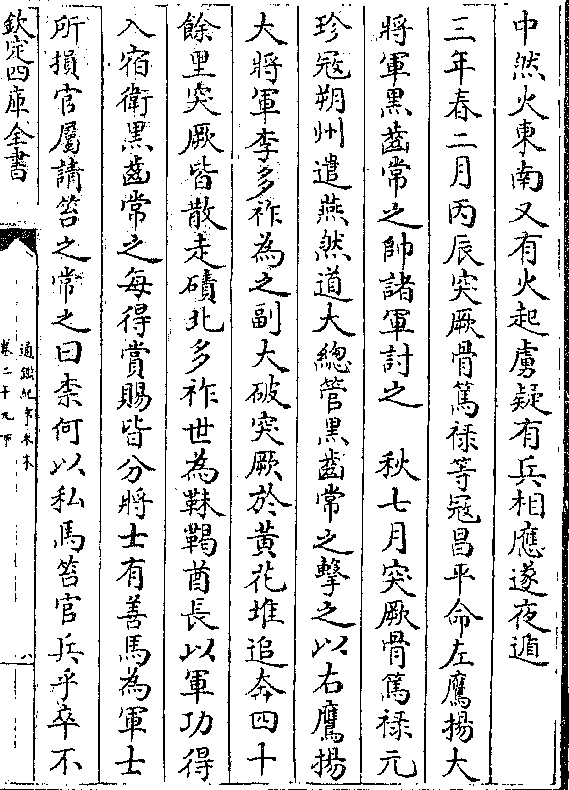 中然火東南又有火起虜疑有兵相應遂夜遁
三年春二月丙辰突厥骨篤祿等寇昌平命左鷹揚大
將軍黑齒常之帥諸軍討之　秋七月突厥骨篤祿元
珍寇朔州遣燕然道大總管黑齒常之擊之以右鷹揚
大將軍李多祚為之副大破突厥於黃花堆追奔四十
餘里突厥皆散走磧北多祚世為靺鞨酋長以軍功得
入宿衛黑齒常之每得賞賜皆分將士有善馬為軍士
所損官屬請笞之常之曰柰何以私馬笞官兵乎卒不
欽定四庫全書
通鑑紀事本末
卷二十九下
八